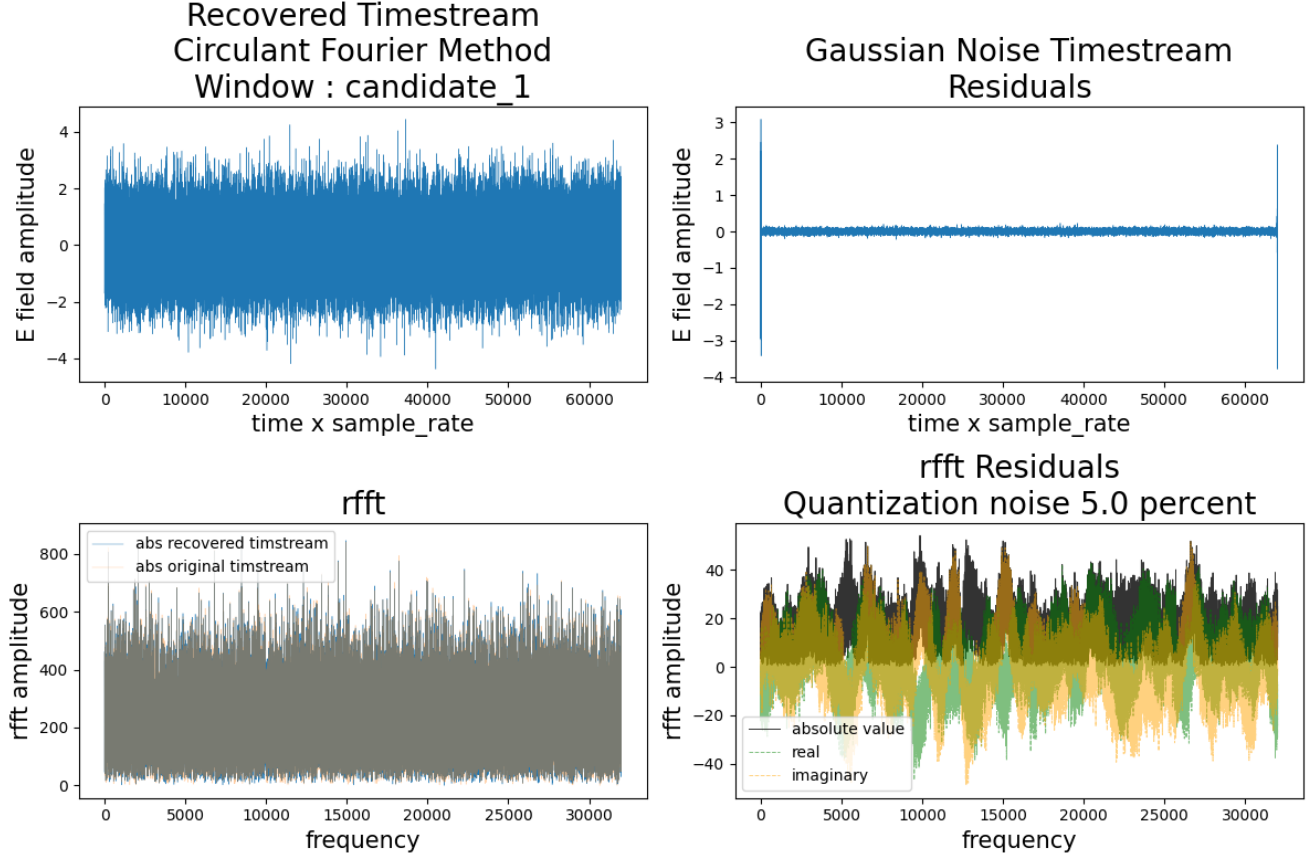 Recovered Timestream
Circulant Fourier Method
Window : candidate_1
E field amplitude
4
2
0
−2
−4
0 10000 20000 30000 40000 50000 60000
time x sample_rate
Gaussian Noise Timestream
Residuals
E field amplitude
3
2
1
0
−1
−2
−3
−4
0 10000 20000 30000 40000 50000 60000
time x sample_rate
rfft
rfft amplitude
800
600
400
200
0
abs recovered timstream
abs original timstream
0 5000 10000 15000 20000 25000 30000
frequency
rfft Residuals
Quantization noise 5.0 percent
rfft amplitude
40
20
0
−20
−40
absolute value
real
imaginary
0 5000 10000 15000 20000 25000 30000
frequency